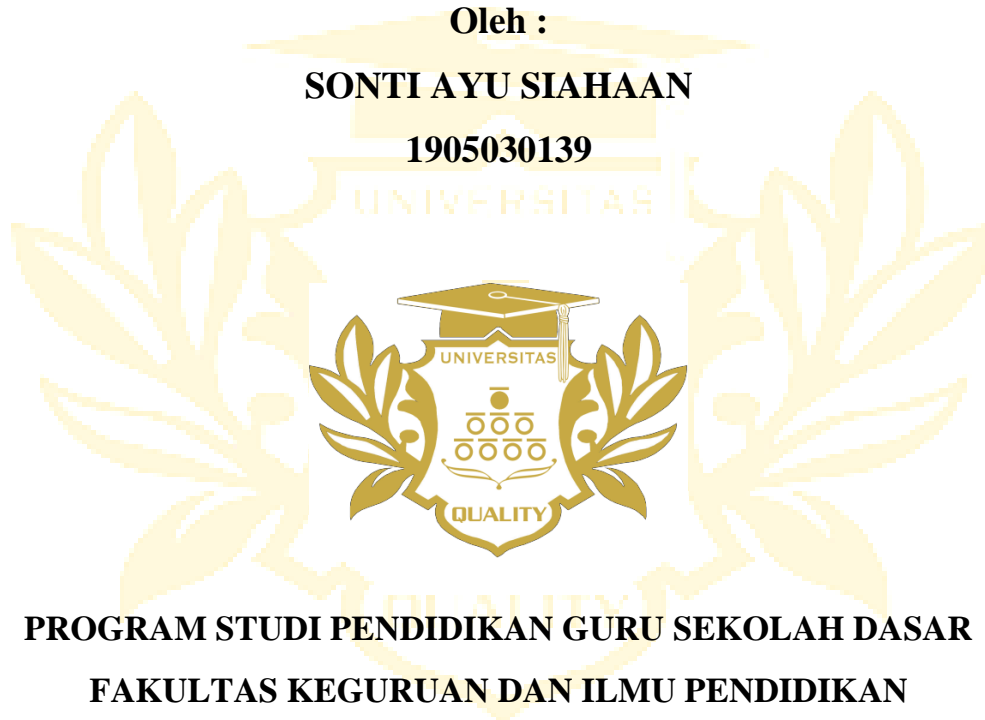 Oleh :
SONTI AYU SIAHAAN
1905030139
UNIVERSITAS
UNIVERSITAS
QUALITY
QUALITY
PROGRAM STUDI PENDIDIKAN GURU SEKOLAH DASAR
FAKULTAS KEGURUAN DAN ILMU PENDIDIKAN